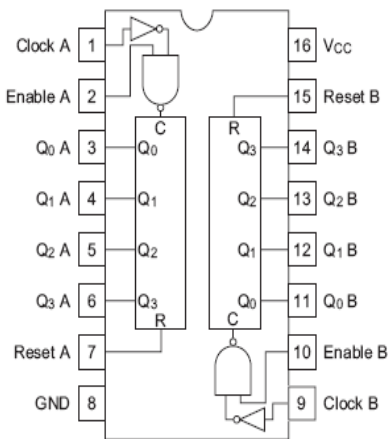 Clock A 1 16 VCC
Enable A 2 15 Reset B
C R
Q0 A 3 Q0 Q3 14 Q3 B
Q1 A 4 Q1 Q2 13 Q2 B
Q2 A 5 Q2 Q1 12 Q1 B
Q3 A 6 Q3 Q0 11 Q0 B
R C
Reset A 7 10 Enable B
GND 8 9 Clock B